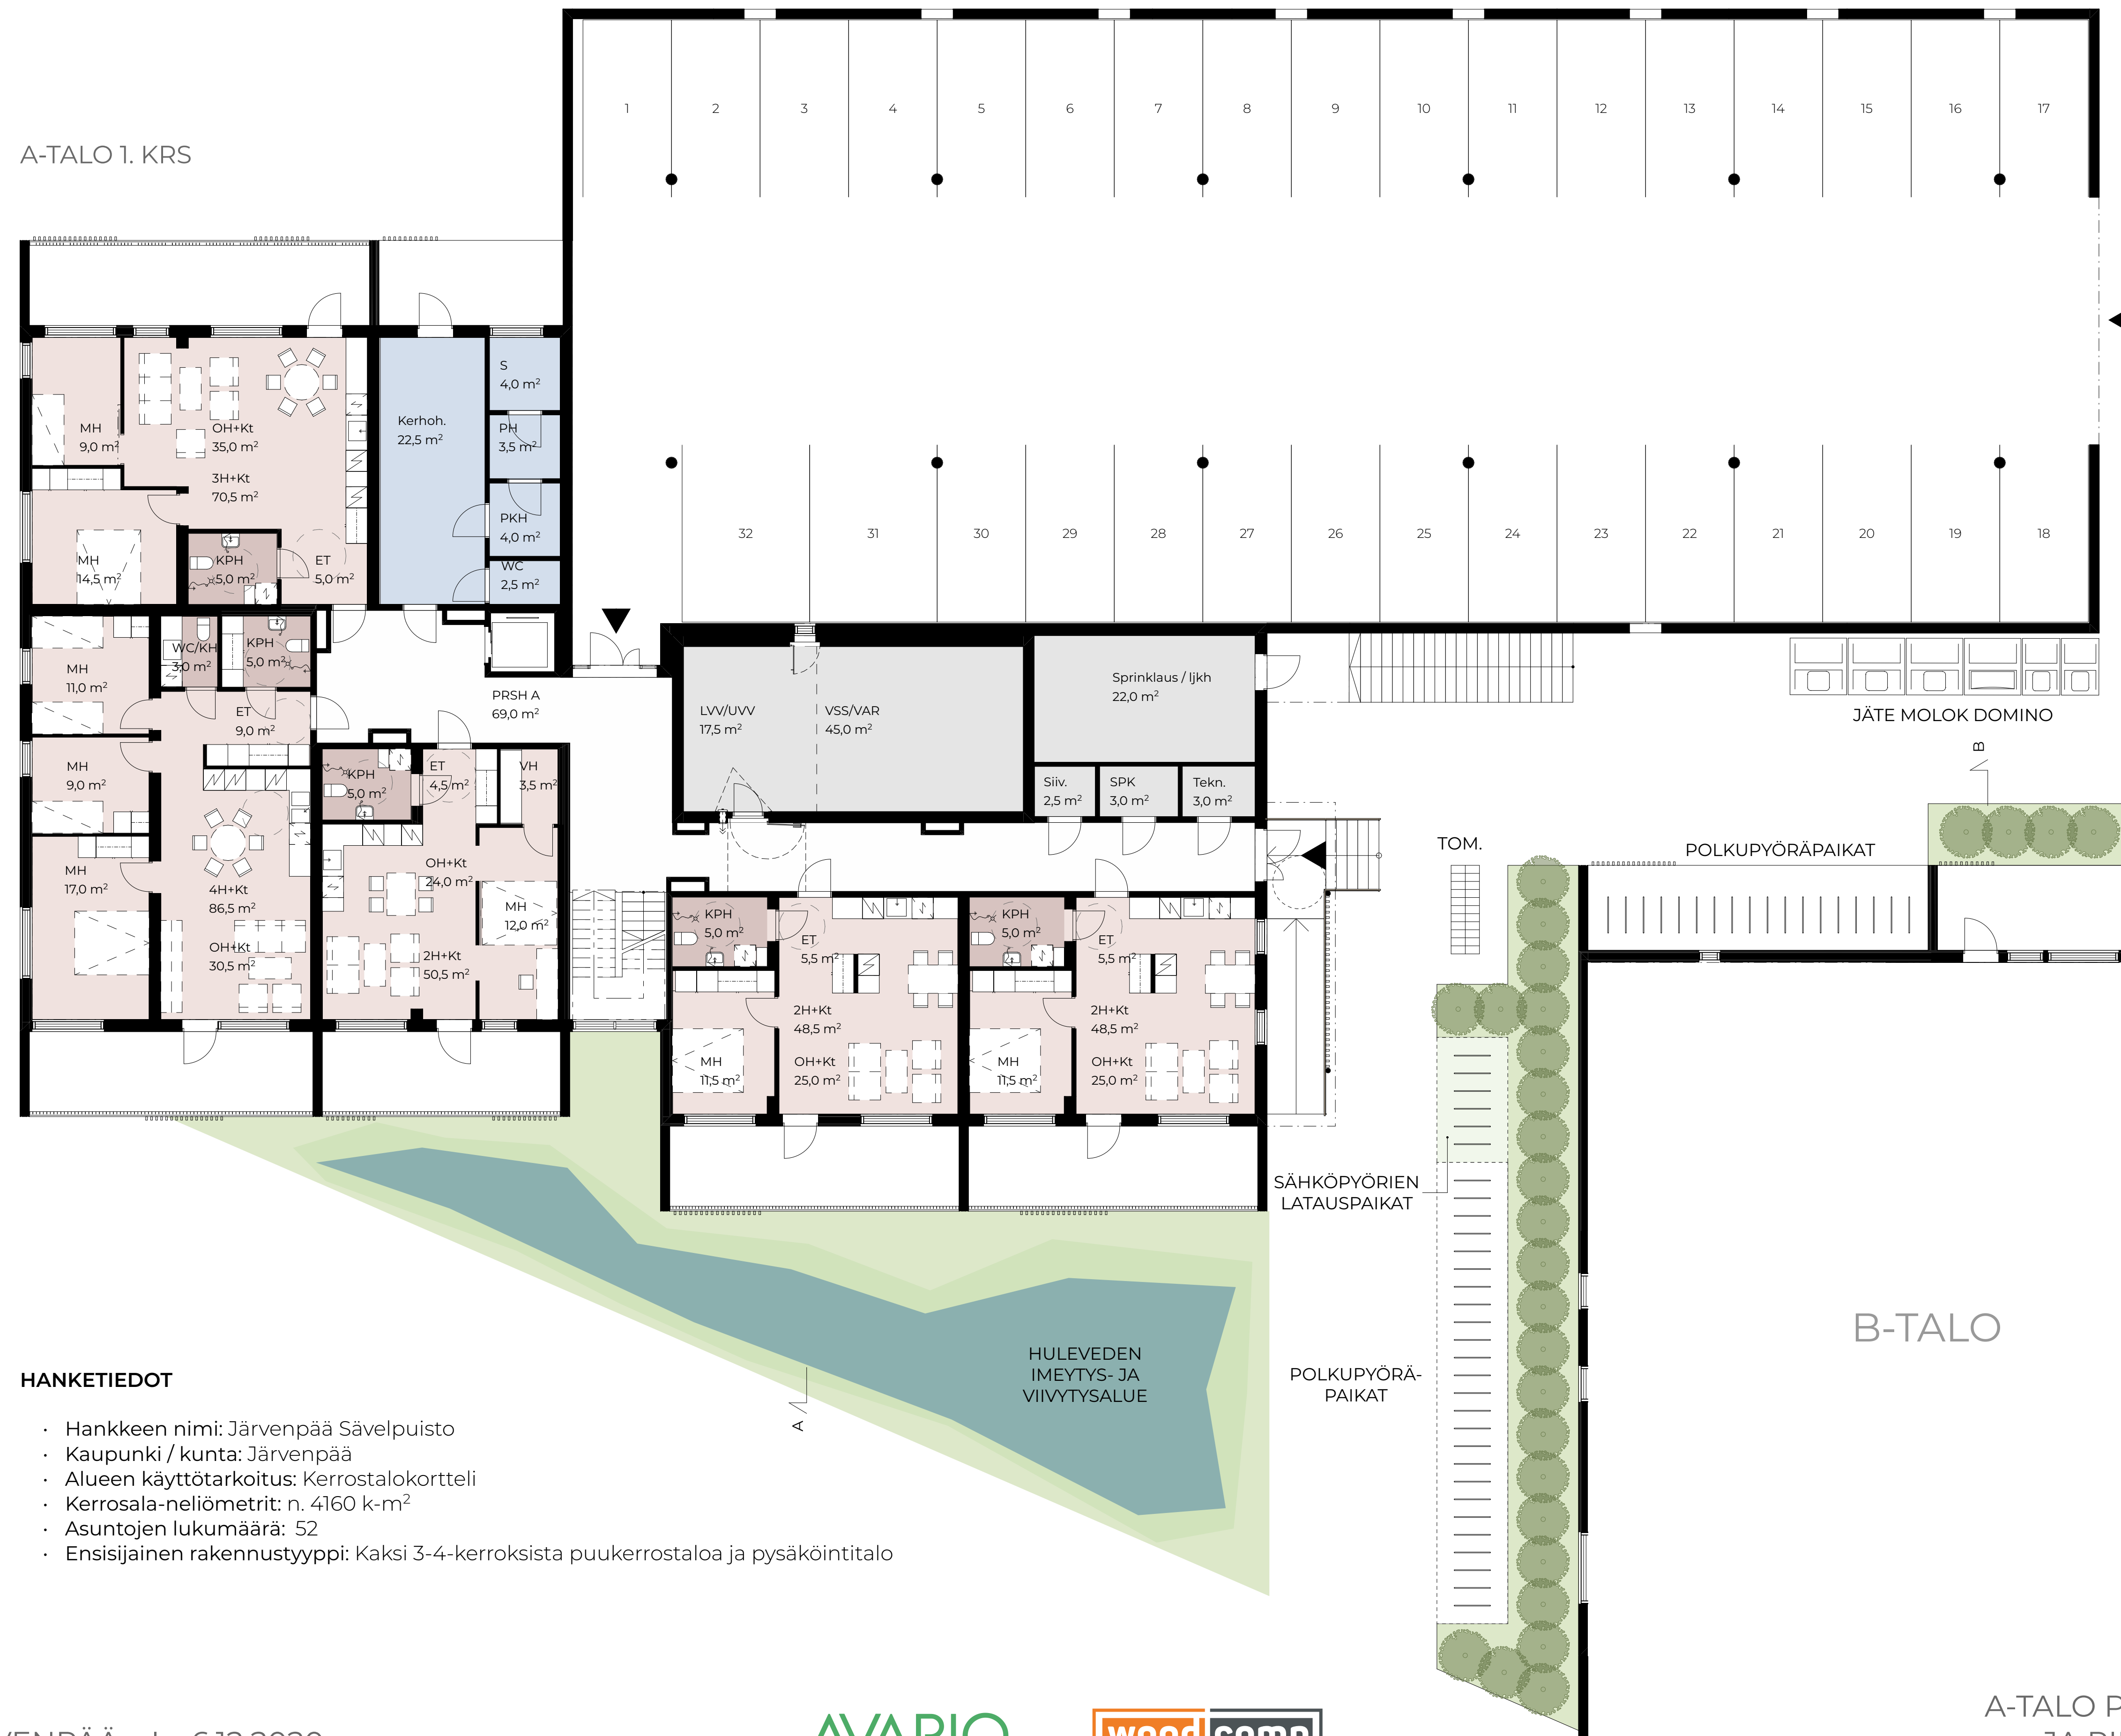 A-TALO 1. KRS
1
2
3
4
5
6
7
8
9
10
11
12
13
14
15
16
17
32
31
30
29
28
27
26
25
24
23
22
21
20
19
18
MH
9,0 m²
OH+Kt
35,0 m²
3H+Kt
70,5 m²
MH
14,5 m²
KPH
5,0 m²
ET
5,0 m²
Kerhoh.
22,5 m²
S
4,0 m²
PH
3,5 m²
PKH
4,0 m²
WC
2,5 m²
MH
11,0 m²
WC/KH
3,0 m²
KPH
5,0 m²
ET
9,0 m²
MH
9,0 m²
MH
17,0 m²
4H+Kt
86,5 m²
OH+Kt
30,5 m²
PRSH A
69,0 m²
KPH
5,0 m²
ET
4,5 m²
VH
3,5 m²
OH+Kt
24,0 m²
MH
12,0 m²
2H+Kt
50,5 m²
LVV/UVV
17,5 m²
VSS/VAR
45,0 m²
Sprinklaus / ljkh
22,0 m²
Siiv.
2,5 m²
SPK
3,0 m²
Tekn.
3,0 m²
KPH
5,0 m²
ET
5,5 m²
2H+Kt
48,5 m²
MH
11,5 m²
OH+Kt
25,0 m²
KPH
5,0 m²
ET
5,5 m²
2H+Kt
48,5 m²
MH
11,5 m²
OH+Kt
25,0 m²
JÄTE MOLOK DOMINO
B
TOM.
POLKUPYÖRÄPAIKAT
SÄHKÖPYÖRIEN
LATAUSPAIKAT
POLKUPYÖRÄ-
PAIKAT
B-TALO
HULEVEDEN
IMEYTYS- JA
VIIVYTYSALUE
A
HANKETIEDOT
• Hankkeen nimi: Järvenpää Sävelpuisto
• Kaupunki / kunta: Järvenpää
• Alueen käyttötarkoitus: Kerrostalokortteli
• Kerrosala-neliömetrit: n. 4160 k-m²
• Asuntojen lukumäärä: 52
• Ensisijainen rakennustyyppi: Kaksi 3-4-kerroksista puukerrostaloa ja pysäköintitalo
AVARIO
wood comp
A-TALO P